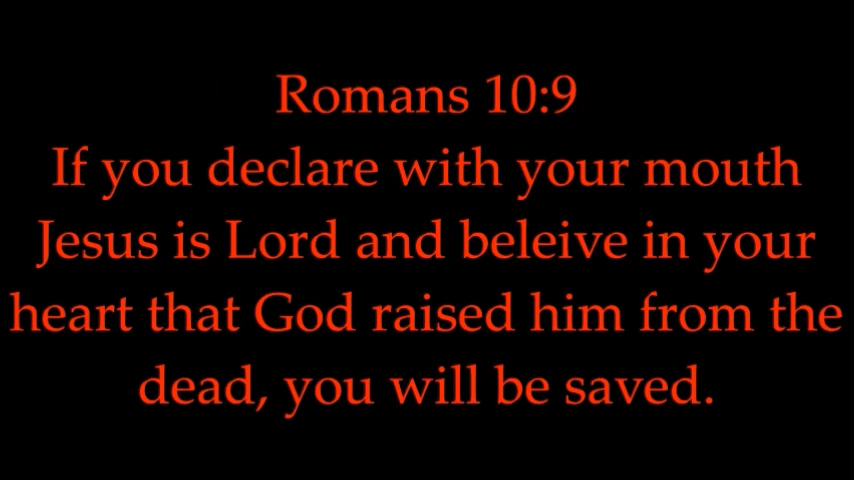 Romans 10:9
If you declare with your mouth
Jesus is Lord and beleive in your
heart that God raised him from the
dead, you will be saved.